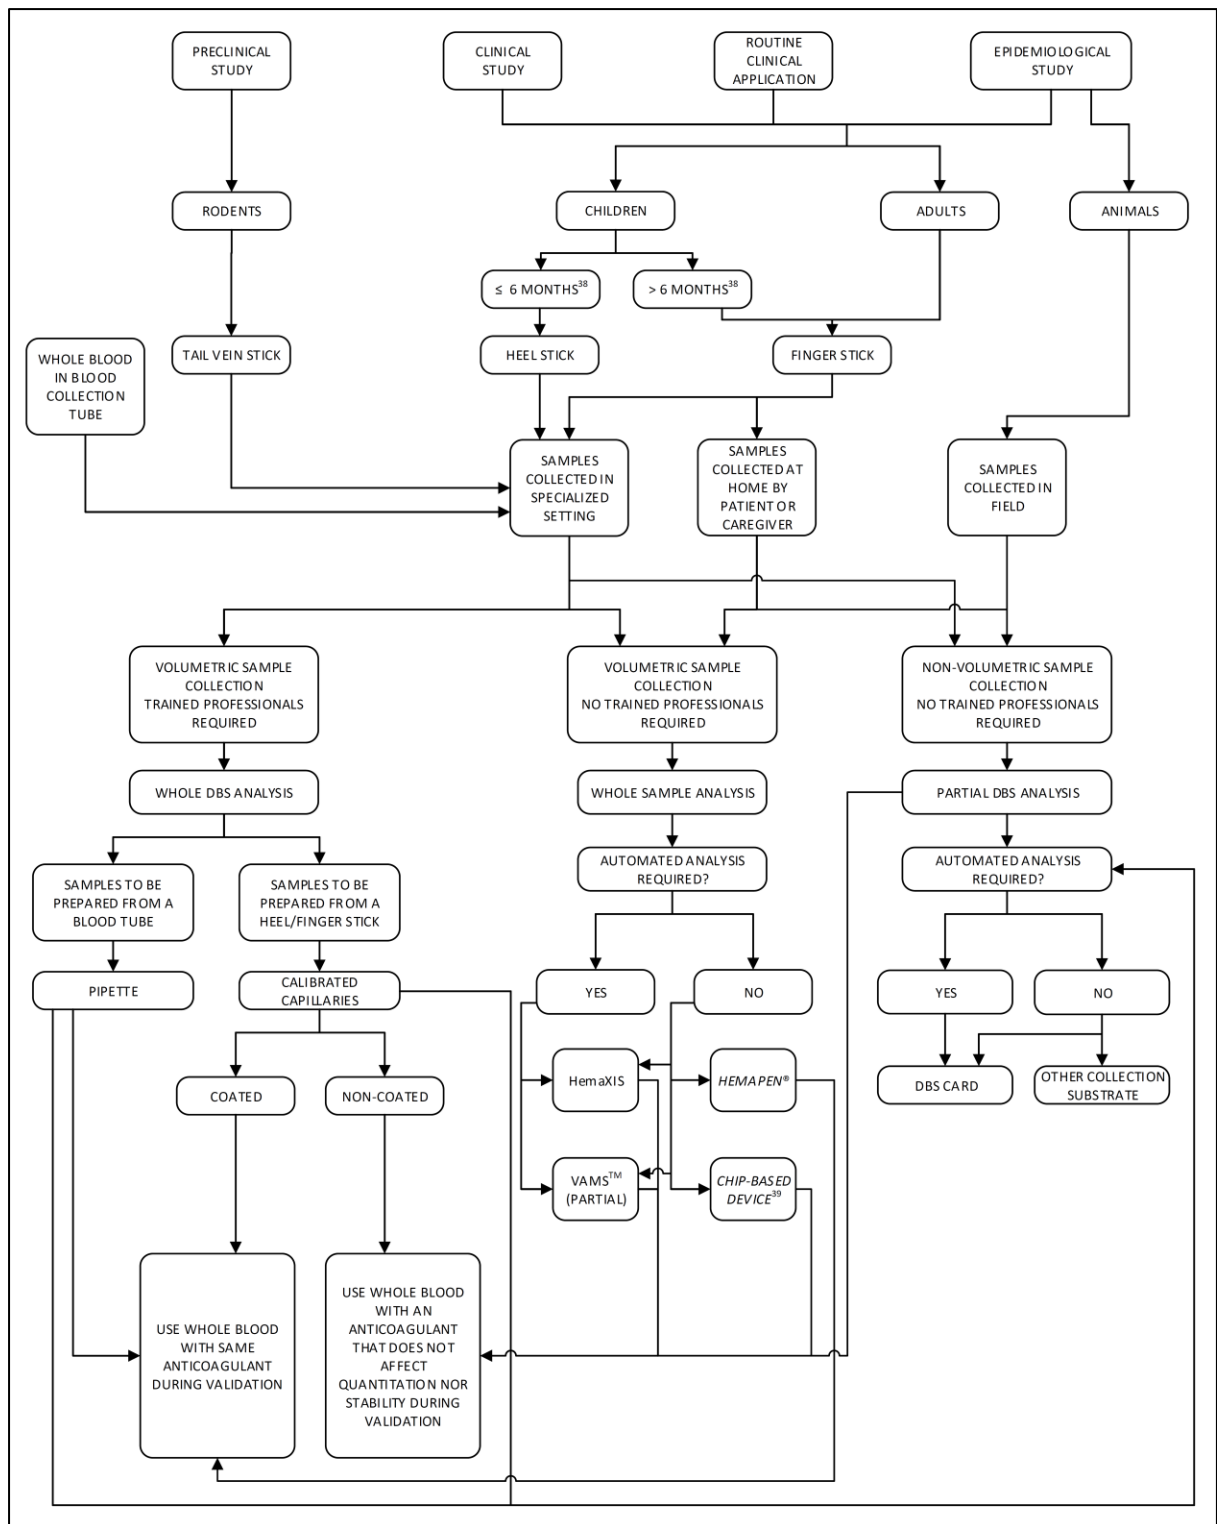 PRECLINICAL
STUDY
CLINICAL
STUDY
ROUTINE
CLINICAL
APPLICATION
EPIDEMIOLOGICAL
STUDY
RODENTS
CHILDREN
ADULTS
ANIMALS
≤ 6 MONTHS³⁸
> 6 MONTHS³⁸
WHOLE BLOOD
IN BLOOD
COLLECTION
TUBE
TAIL VEIN STICK
HEEL STICK
FINGER STICK
SAMPLES
COLLECTED IN
SPECIALIZED
SETTING
SAMPLES
COLLECTED AT
HOME BY
PATIENT OR
CAREGIVER
SAMPLES
COLLECTED IN
FIELD
VOLUMETRIC SAMPLE
COLLECTION
TRAINED PROFESSIONALS
REQUIRED
VOLUMETRIC SAMPLE
COLLECTION
NO TRAINED PROFESSIONALS
REQUIRED
NON-VOLUMETRIC SAMPLE
COLLECTION
NO TRAINED PROFESSIONALS
REQUIRED
WHOLE DBS ANALYSIS
WHOLE SAMPLE ANALYSIS
PARTIAL DBS ANALYSIS
SAMPLES TO BE
PREPARED FROM A
BLOOD TUBE
SAMPLES TO BE
PREPARED FROM A
HEEL/FINGER STICK
AUTOMATED ANALYSIS
REQUIRED?
AUTOMATED ANALYSIS
REQUIRED?
PIPETTE
CALIBRATED
CAPILLARIES
YES
NO
YES
NO
COATED
NON-COATED
HemaXIS
HEMAPEN®
DBS CARD
OTHER COLLECTION
SUBSTRATE
VAMS™
(PARTIAL)
CHIP-BASED
DEVICE³⁹
USE WHOLE BLOOD
WITH SAME
ANTICOAGULANT
DURING VALIDATION
USE WHOLE BLOOD
WITH AN
ANTICOAGULANT
THAT DOES NOT
AFFECT
QUANTITATION NOR
STABILITY DURING
VALIDATION